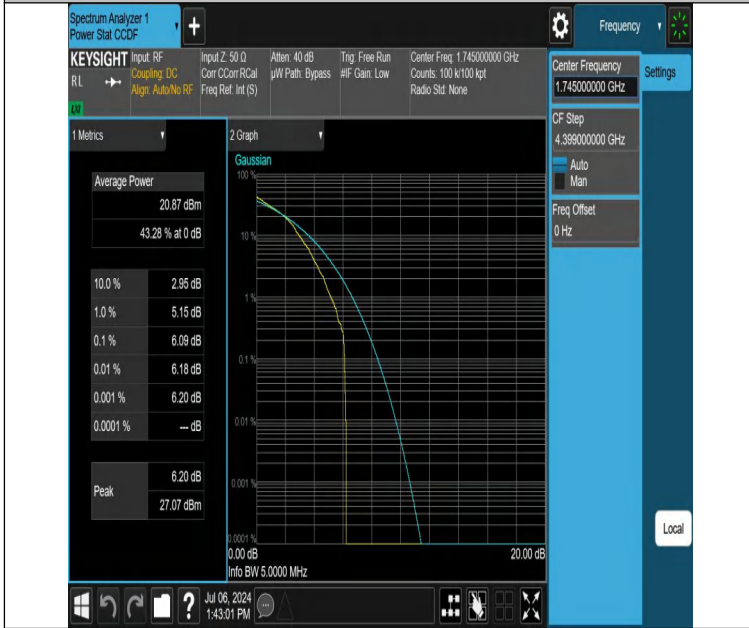 Spectrum Analyzer 1
Power Stat CCDF
+
Frequency
KEYSIGHT
RL
LXI
Input: RF
Coupling: DC
Align: Auto/No RF
Input Z: 50 Ω
Corr CCorr RCal
Freq Ref: Int (S)
Atten: 40 dB
µW Path: Bypass
Trig: Free Run
#IF Gain: Low
Center Freq: 1.745000000 GHz
Counts: 100 k/100 kpt
Radio Std: None
Center Frequency
1.745000000 GHz
Settings
CF Step
4.399000000 GHz
Auto
Man
Freq Offset
0 Hz
1 Metrics
Average Power
20.87 dBm
43.28 % at 0 dB
10.0 % 2.95 dB
1.0 % 5.15 dB
0.1 % 6.09 dB
0.01 % 6.18 dB
0.001 % 6.20 dB
0.0001 % --- dB
Peak
6.20 dB
27.07 dBm
2 Graph
Gaussian
100 %
10 %
1 %
0.1 %
0.01 %
0.001 %
0.0001 %
0.00 dB
20.00 dB
Info BW 5.0000 MHz
Local
?
Jul 06, 2024
1:43:01 PM